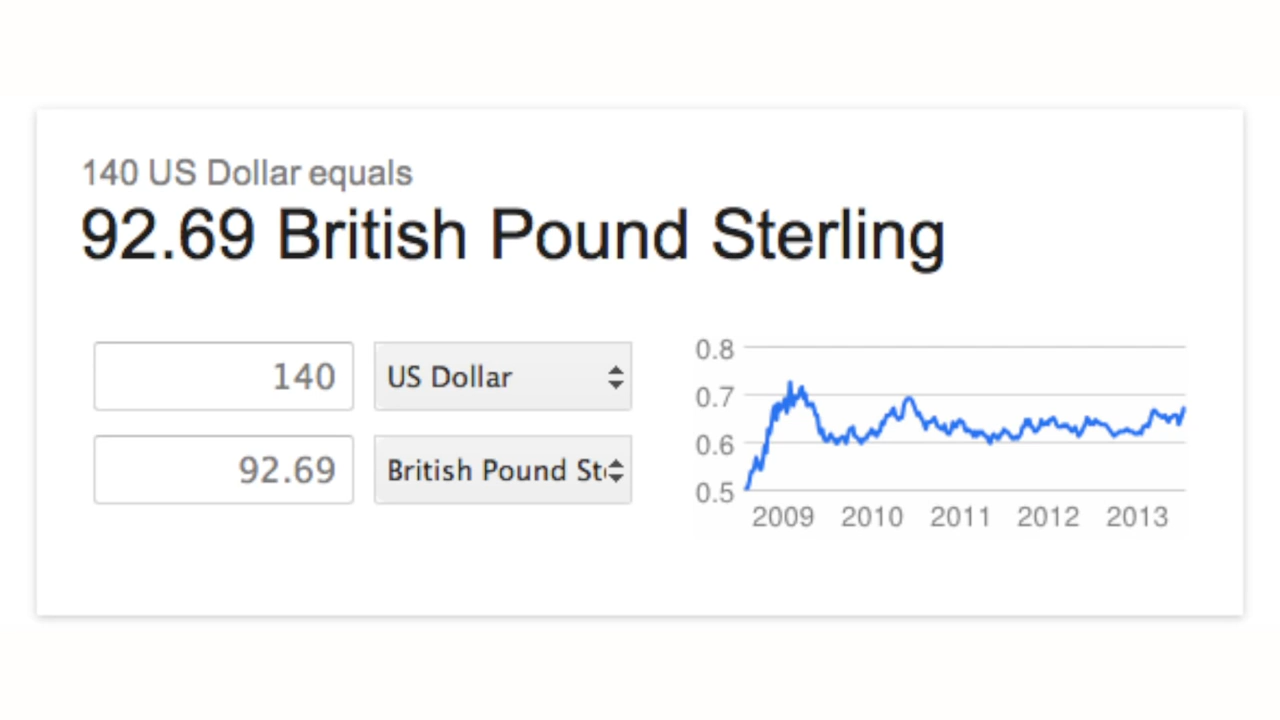 140 US Dollar equals
92.69 British Pound Sterling
140 US Dollar
92.69 British Pound Ste
0.8
0.7
0.6
0.5
2009 2010 2011 2012 2013